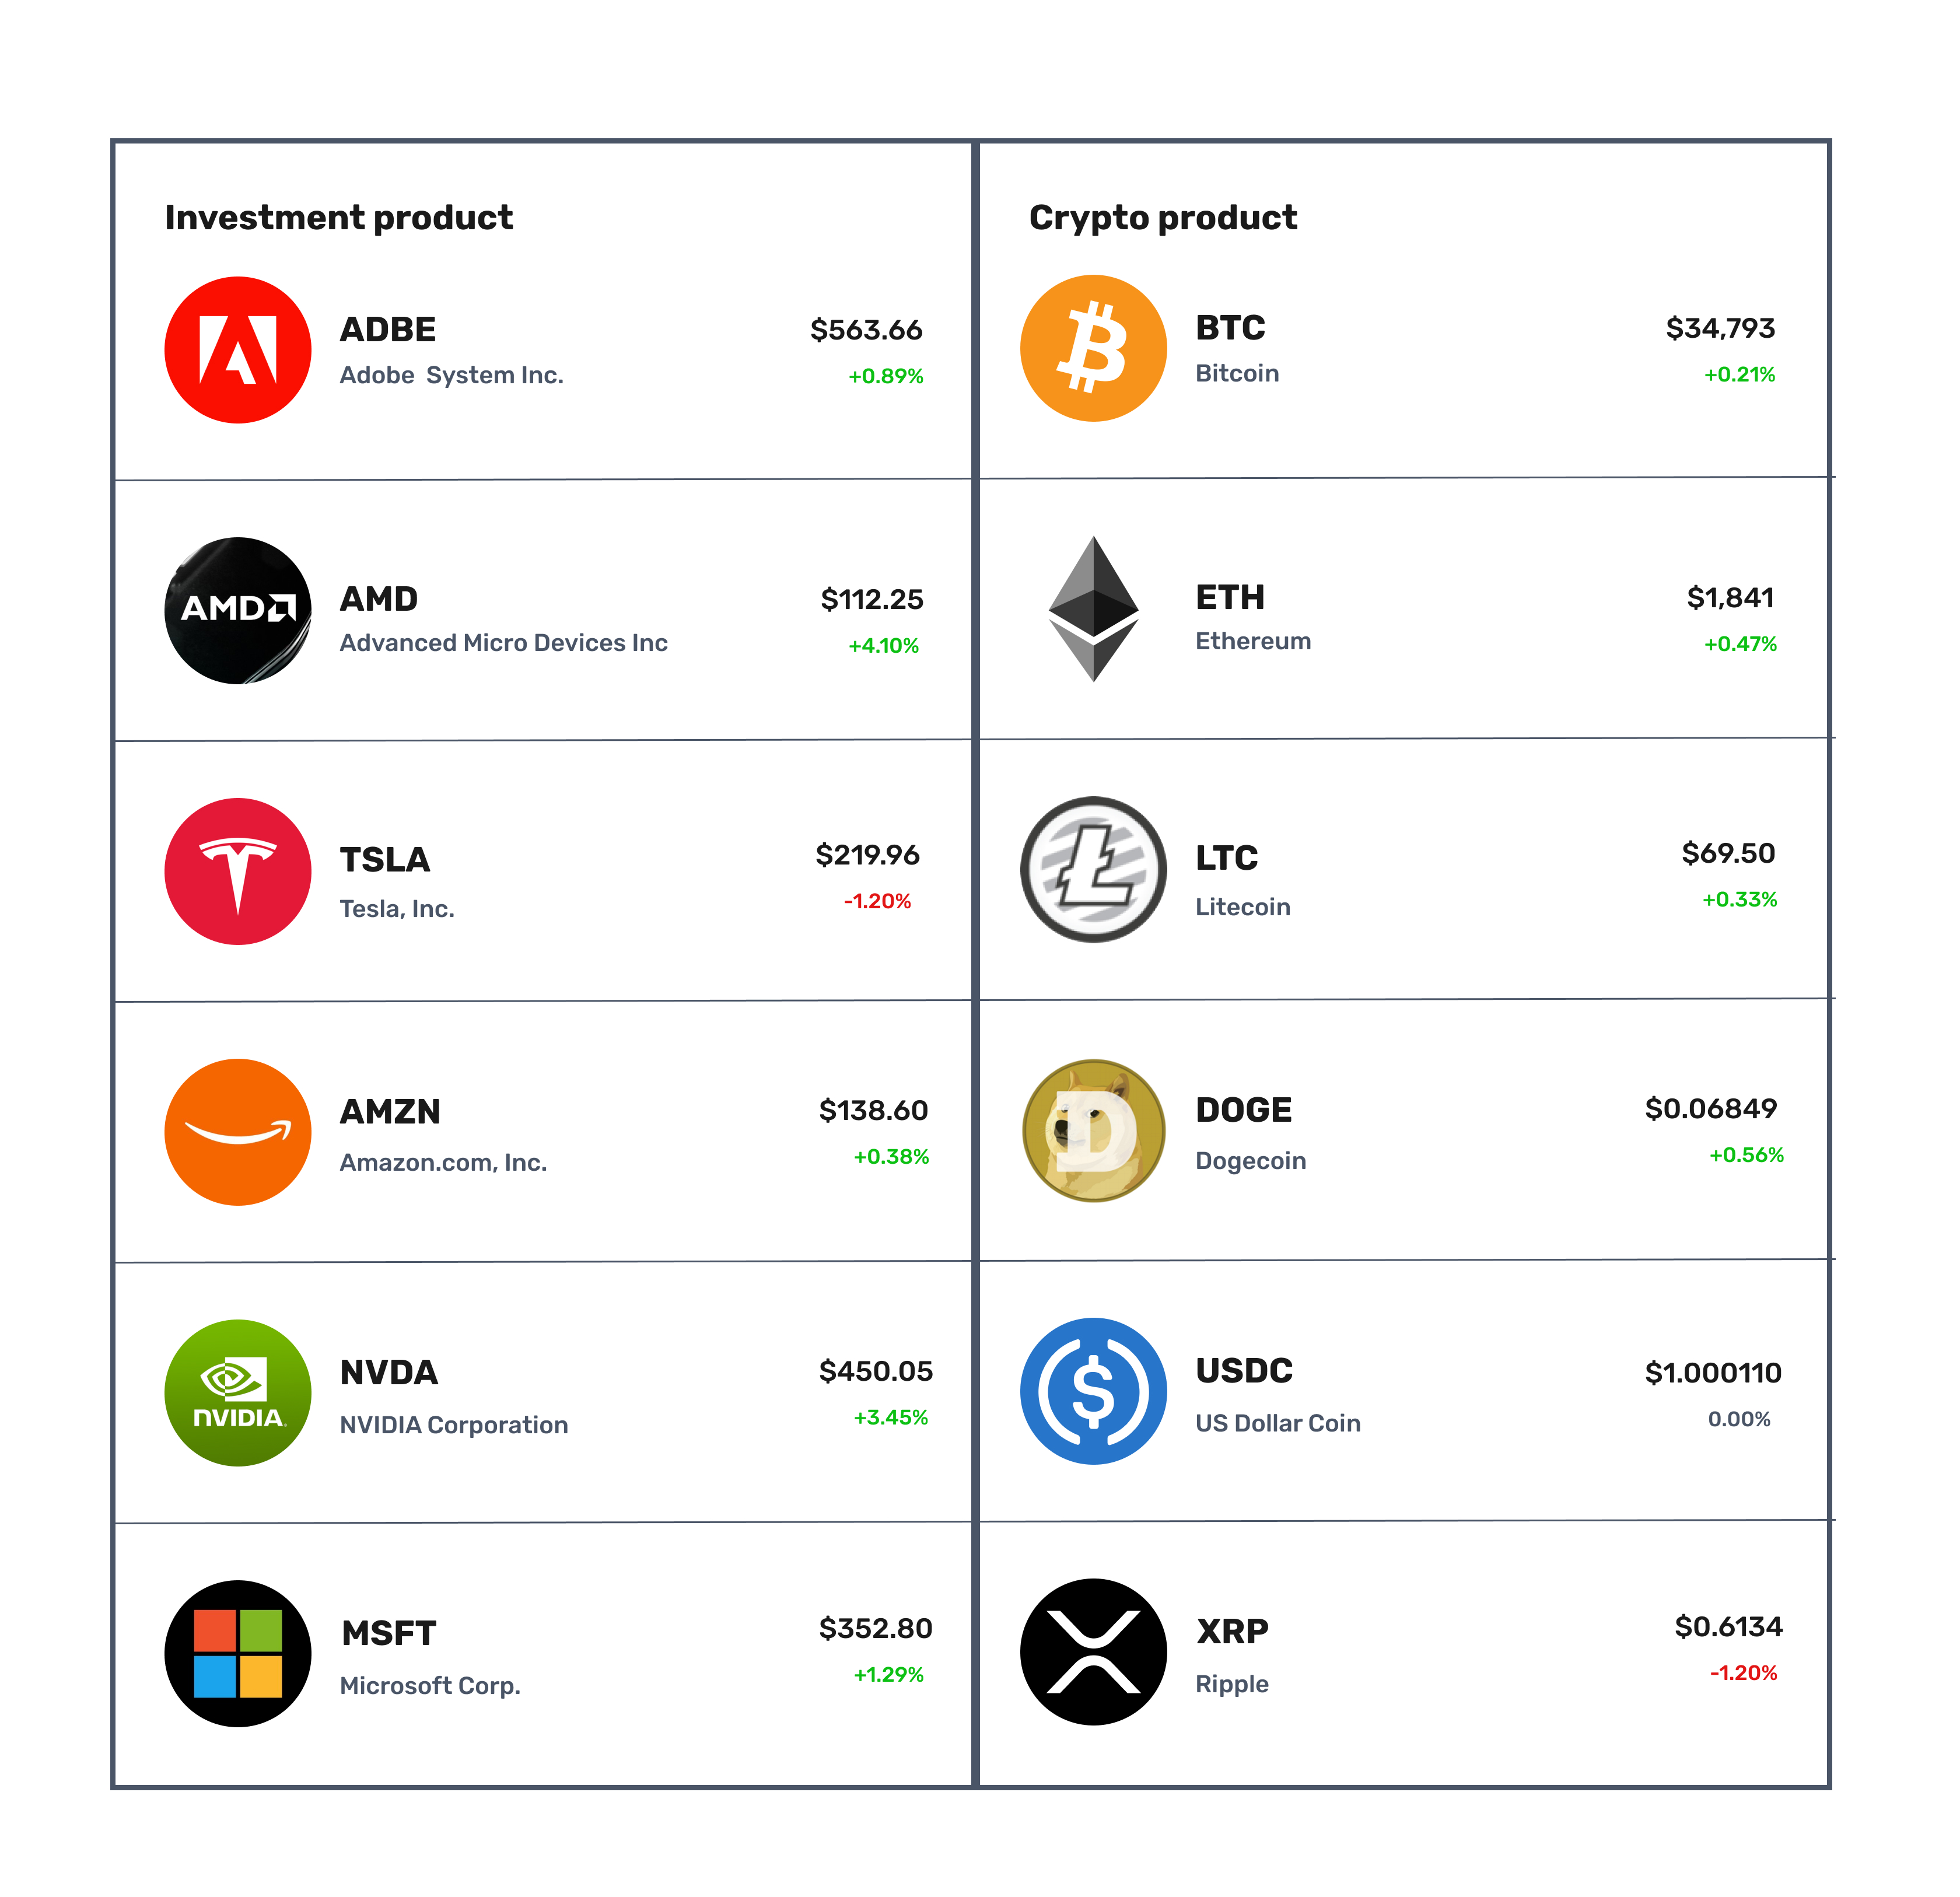 Investment product
ADBE
$563.66
Adobe  System Inc.
+0.89%
AMD
AMD
$112.25
Advanced Micro Devices Inc
+4.10%
TSLA
$219.96
Tesla, Inc.
-1.20%
AMZN
$138.60
Amazon.com, Inc.
+0.38%
NVIDIA
NVDA
$450.05
NVIDIA Corporation
+3.45%
MSFT
$352.80
Microsoft Corp.
+1.29%
Crypto product
BTC
$34,793
Bitcoin
+0.21%
ETH
$1,841
Ethereum
+0.47%
LTC
$69.50
Litecoin
+0.33%
D
DOGE
$0.06849
Dogecoin
+0.56%
$
USDC
$1.000110
US Dollar Coin
0.00%
XRP
$0.6134
Ripple
-1.20%